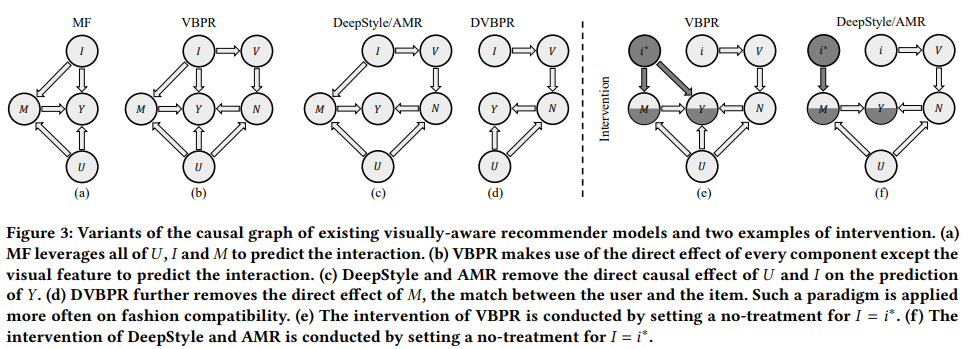 MF VBPR DeepStyle/AMR DVBPR VBPR DeepStyle/AMR
I I V I V I V i* i V i* i V
Intervention
M Y M Y N M Y N Y N M Y N M Y N
U U U U U U
(a) (b) (c) (d) (e) (f)
Figure 3: Variants of the causal graph of existing visually-aware recommender models and two examples of intervention. (a)
MF leverages all of U, I and M to predict the interaction. (b) VBPR makes use of the direct effect of every component except the
visual feature to predict the interaction. (c) DeepStyle and AMR remove the direct causal effect of U and I on the prediction
of Y. (d) DVBPR further removes the direct effect of M, the match between the user and the item. Such a paradigm is applied
more often on fashion compatibility. (e) The intervention of VBPR is conducted by setting a no-treatment for I = i*. (f) The
intervention of DeepStyle and AMR is conducted by setting a no-treatment for I = i*.